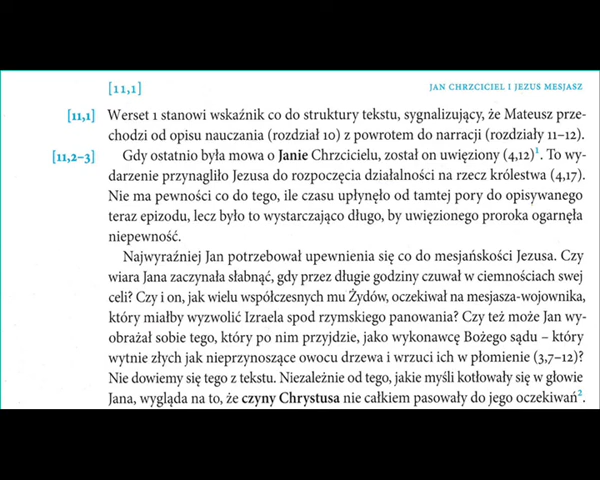 [11,1] JAN CHRZCICIEL I JEZUS MESJASZ
[11,1] Werset 1 stanowi wskaźnik co do struktury tekstu, sygnalizujący, że Mateusz prze-
chodzi od opisu nauczania (rozdział 10) z powrotem do narracji (rozdziały 11–12).
[11,2–3] Gdy ostatnio była mowa o Janie Chrzcicielu, został on uwięziony (4,12)¹. To wy-
darzenie przynagliło Jezusa do rozpoczęcia działalności na rzecz królestwa (4,17).
Nie ma pewności co do tego, ile czasu upłynęło od tamtej pory do opisywanego
teraz epizodu, lecz było to wystarczająco długo, by uwięzionego proroka ogarnęła
niepewność.
Najwyraźniej Jan potrzebował upewnienia się co do mesjańskości Jezusa. Czy
wiara Jana zaczynała słabnąć, gdy przez długie godziny czuwał w ciemnościach swej
celi? Czy i on, jak wielu współczesnych mu Żydów, oczekiwał na mesjasza-wojownika,
który miałby wyzwolić Izraela spod rzymskiego panowania? Czy też może Jan wy-
obrażał sobie tego, który po nim przyjdzie, jako wykonawcę Bożego sądu – który
wytnie złych jak nieprzynoszące owocu drzewa i wrzuci ich w płomienie (3,7–12)?
Nie dowiemy się tego z tekstu. Niezależnie od tego, jakie myśli kotłowały się w głowie
Jana, wygląda na to, że czyny Chrystusa nie całkiem pasowały do jego oczekiwań².